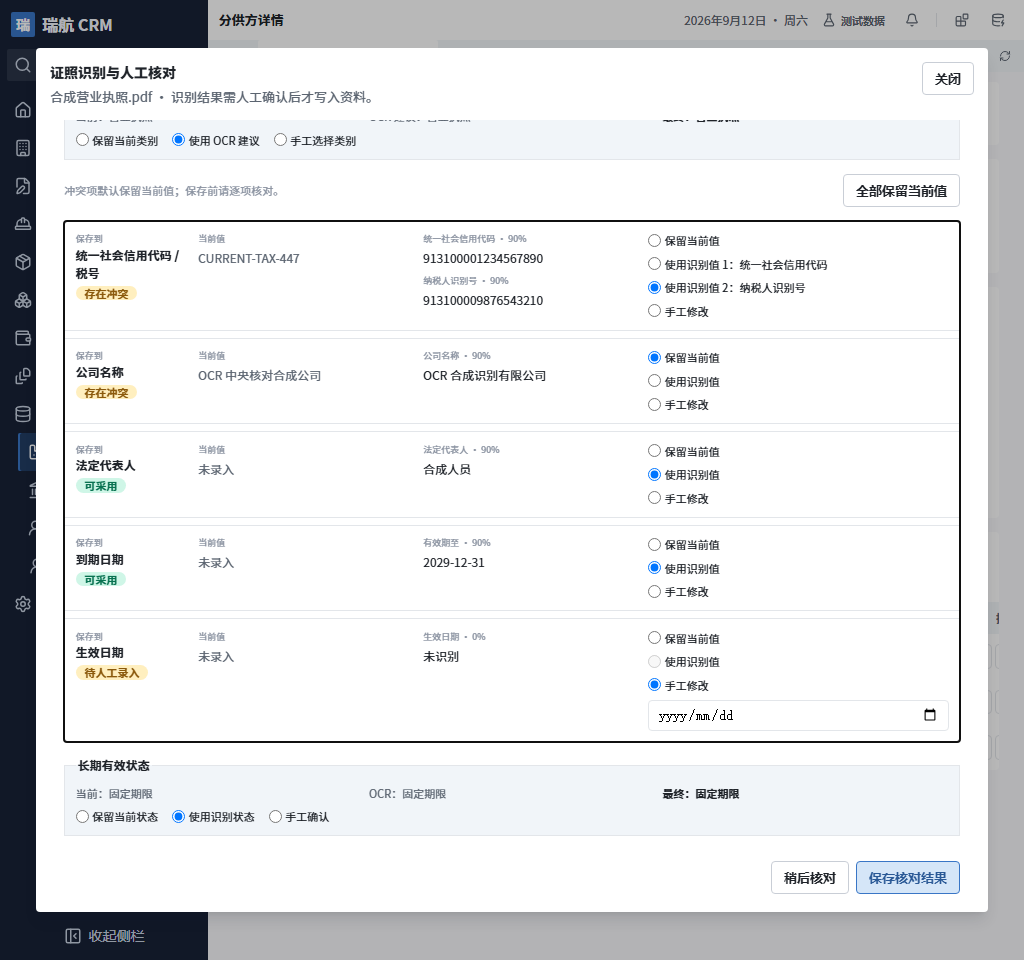 瑞 瑞航 CRM
分供方详情
2026年9月12日 · 周六
测试数据
证照识别与人工核对
合成营业执照.pdf · 识别结果需人工确认后才写入资料。
关闭
保留当前类别 使用 OCR 建议 手工选择类别
冲突项默认保留当前值；保存前请逐项核对。
全部保留当前值
保存到
统一社会信用代码 /
税号
存在冲突
当前值
CURRENT-TAX-447
统一社会信用代码 · 90%
913100001234567890
纳税人识别号 · 90%
913100009876543210
保留当前值
使用识别值 1：统一社会信用代码
使用识别值 2：纳税人识别号
手工修改
保存到
公司名称
存在冲突
当前值
OCR 中央核对合成公司
公司名称 · 90%
OCR 合成识别有限公司
保留当前值
使用识别值
手工修改
保存到
法定代表人
可采用
当前值
未录入
法定代表人 · 90%
合成人员
保留当前值
使用识别值
手工修改
保存到
到期日期
可采用
当前值
未录入
有效期至 · 90%
2029-12-31
保留当前值
使用识别值
手工修改
保存到
生效日期
待人工录入
当前值
未录入
生效日期 · 0%
未识别
保留当前值
使用识别值
手工修改
yyyy/mm/dd
长期有效状态
当前：固定期限
OCR：固定期限
最终：固定期限
保留当前状态 使用识别状态 手工确认
稍后核对
保存核对结果
收起侧栏